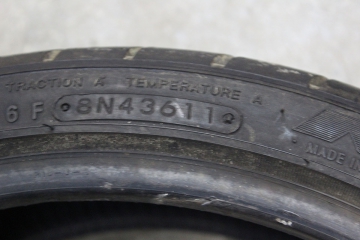 TRACTION A TEMPERATURE A
6 F 8N43611
MADE